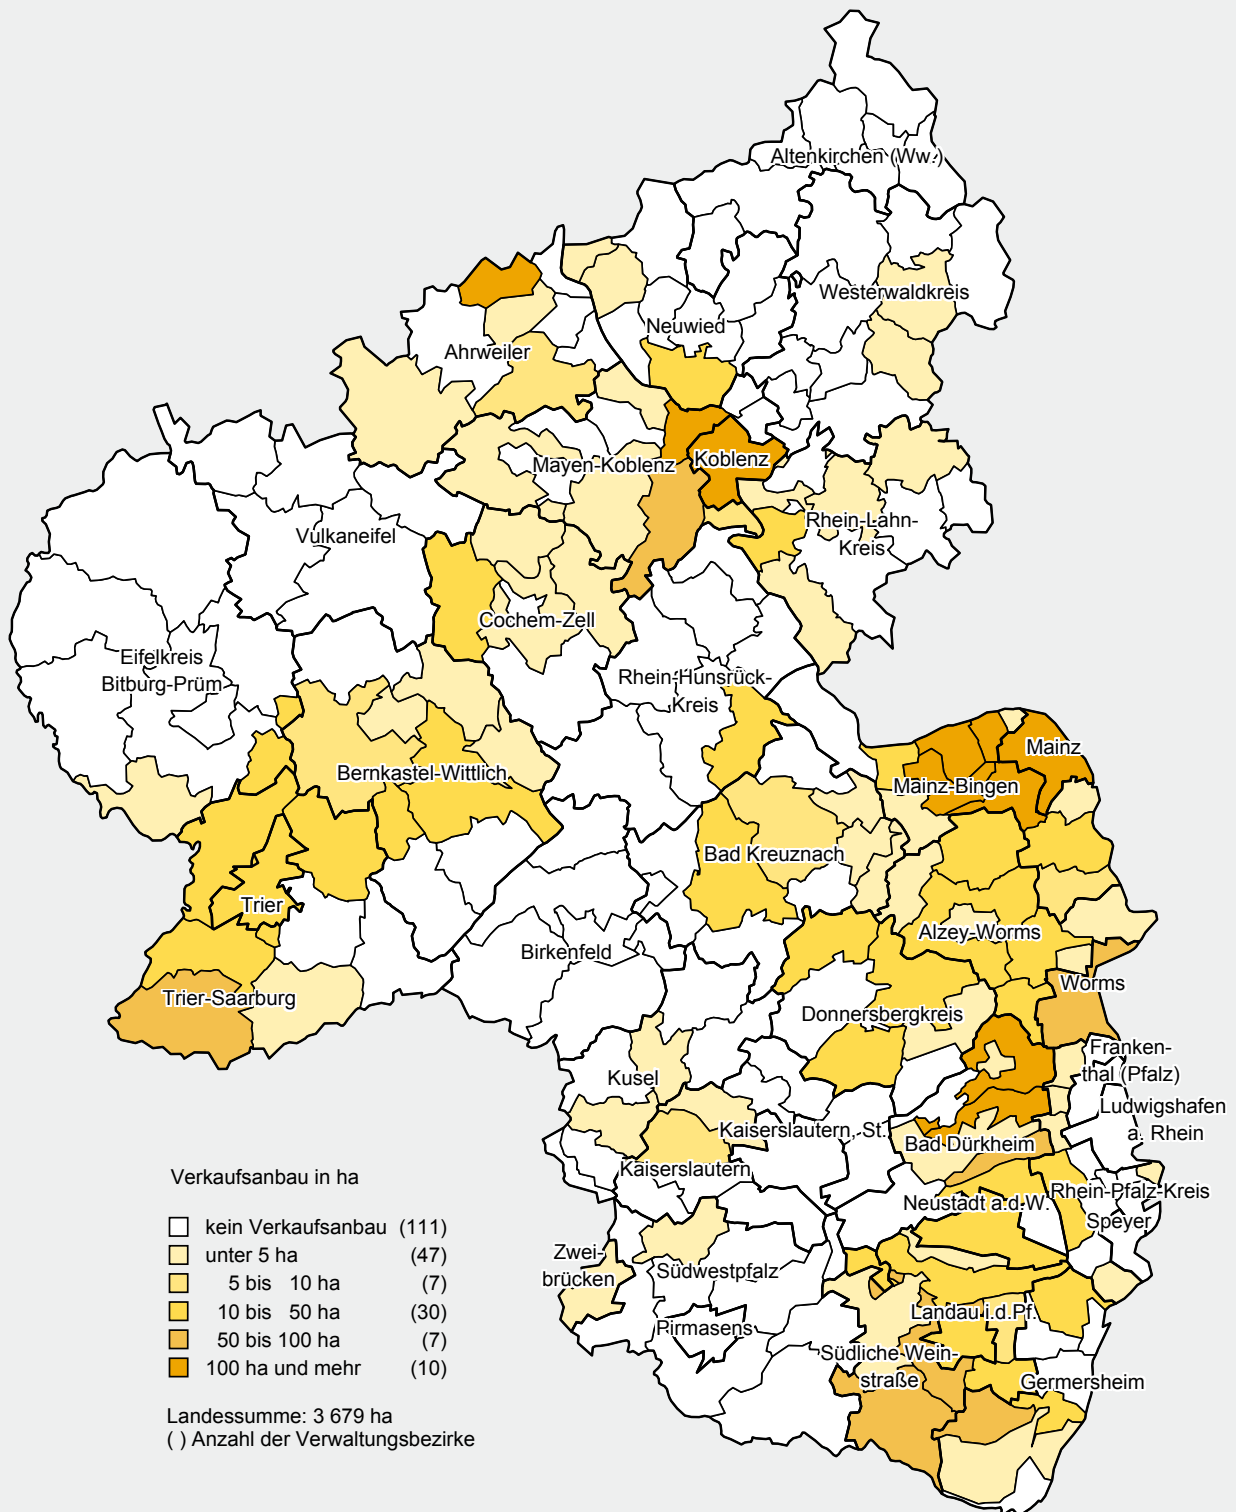 Altenkirchen (Ww.)
Westerwaldkreis
Neuwied
Ahrweiler
Mayen-Koblenz
Koblenz
Rhein-Lahn-
Kreis
Vulkaneifel
Cochem-Zell
Eifelkreis
Bitburg-Prüm
Rhein-Hunsrück-
Kreis
Mainz
Mainz-Bingen
Bernkastel-Wittlich
Bad Kreuznach
Trier
Alzey-Worms
Birkenfeld
Trier-Saarburg
Worms
Donnersbergkreis
Franken-
thal (Pfalz)
Kusel
Ludwigshafen
a. Rhein
Kaiserslautern, St.
Bad Dürkheim
Kaiserslautern
Rhein-Pfalz-Kreis
Neustadt a.d.W.
Speyer
Zwei-
brücken
Südwestpfalz
Landau i.d.Pf.
Pirmasens
Südliche Wein-
straße
Germersheim
Verkaufsanbau in ha
kein Verkaufsanbau (111)
unter 5 ha (47)
5 bis 10 ha (7)
10 bis 50 ha (30)
50 bis 100 ha (7)
100 ha und mehr (10)
Landessumme: 3 679 ha
( ) Anzahl der Verwaltungsbezirke